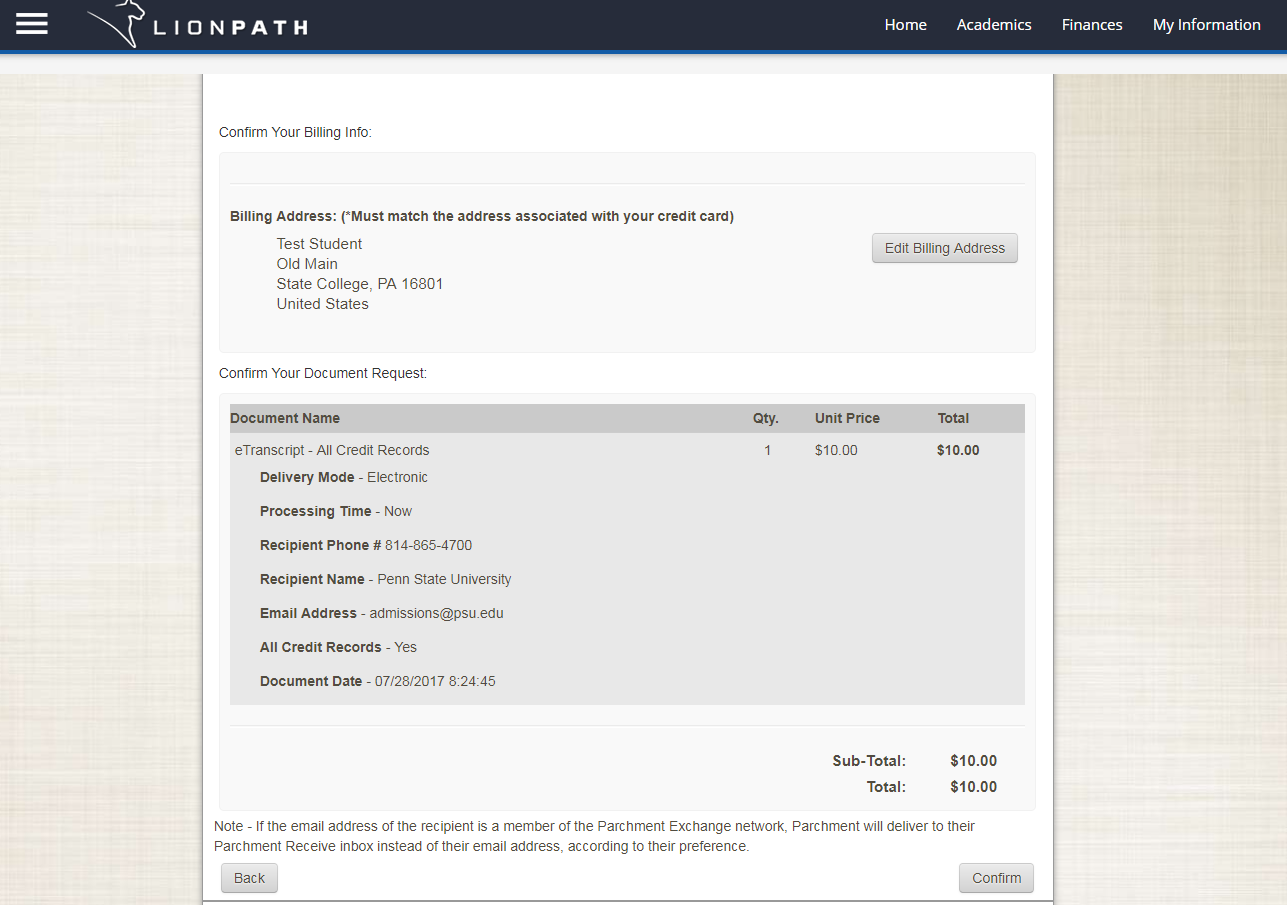 LIONPATH
Home Academics Finances My Information
Confirm Your Billing Info:
Billing Address: (*Must match the address associated with your credit card)
Test Student
Old Main
State College, PA 16801
United States
Edit Billing Address
Confirm Your Document Request:
Document Name Qty. Unit Price Total
eTranscript - All Credit Records 1 $10.00 $10.00
Delivery Mode - Electronic
Processing Time - Now
Recipient Phone # 814-865-4700
Recipient Name - Penn State University
Email Address - admissions@psu.edu
All Credit Records - Yes
Document Date - 07/28/2017 8:24:45
Sub-Total: $10.00
Total: $10.00
Note - If the email address of the recipient is a member of the Parchment Exchange network, Parchment will deliver to their
Parchment Receive inbox instead of their email address, according to their preference.
Back Confirm